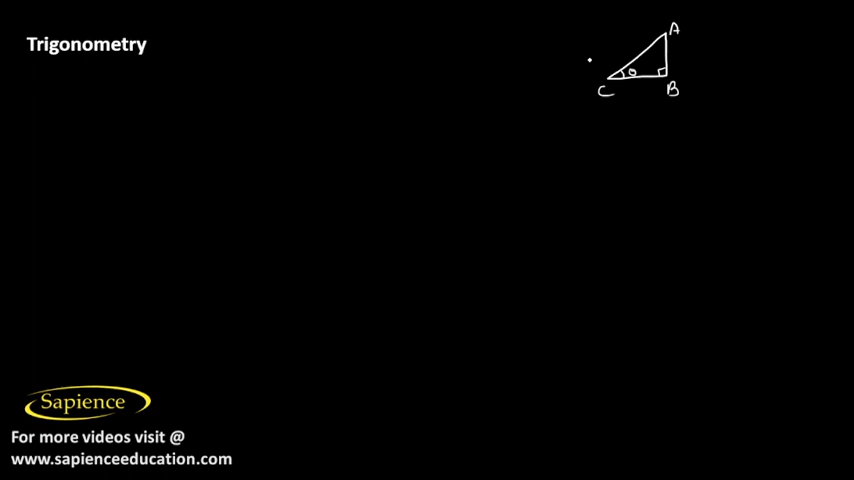 Trigonometry
A
θ
C
B
Sapience
For more videos visit @
www.sapienceeducation.com